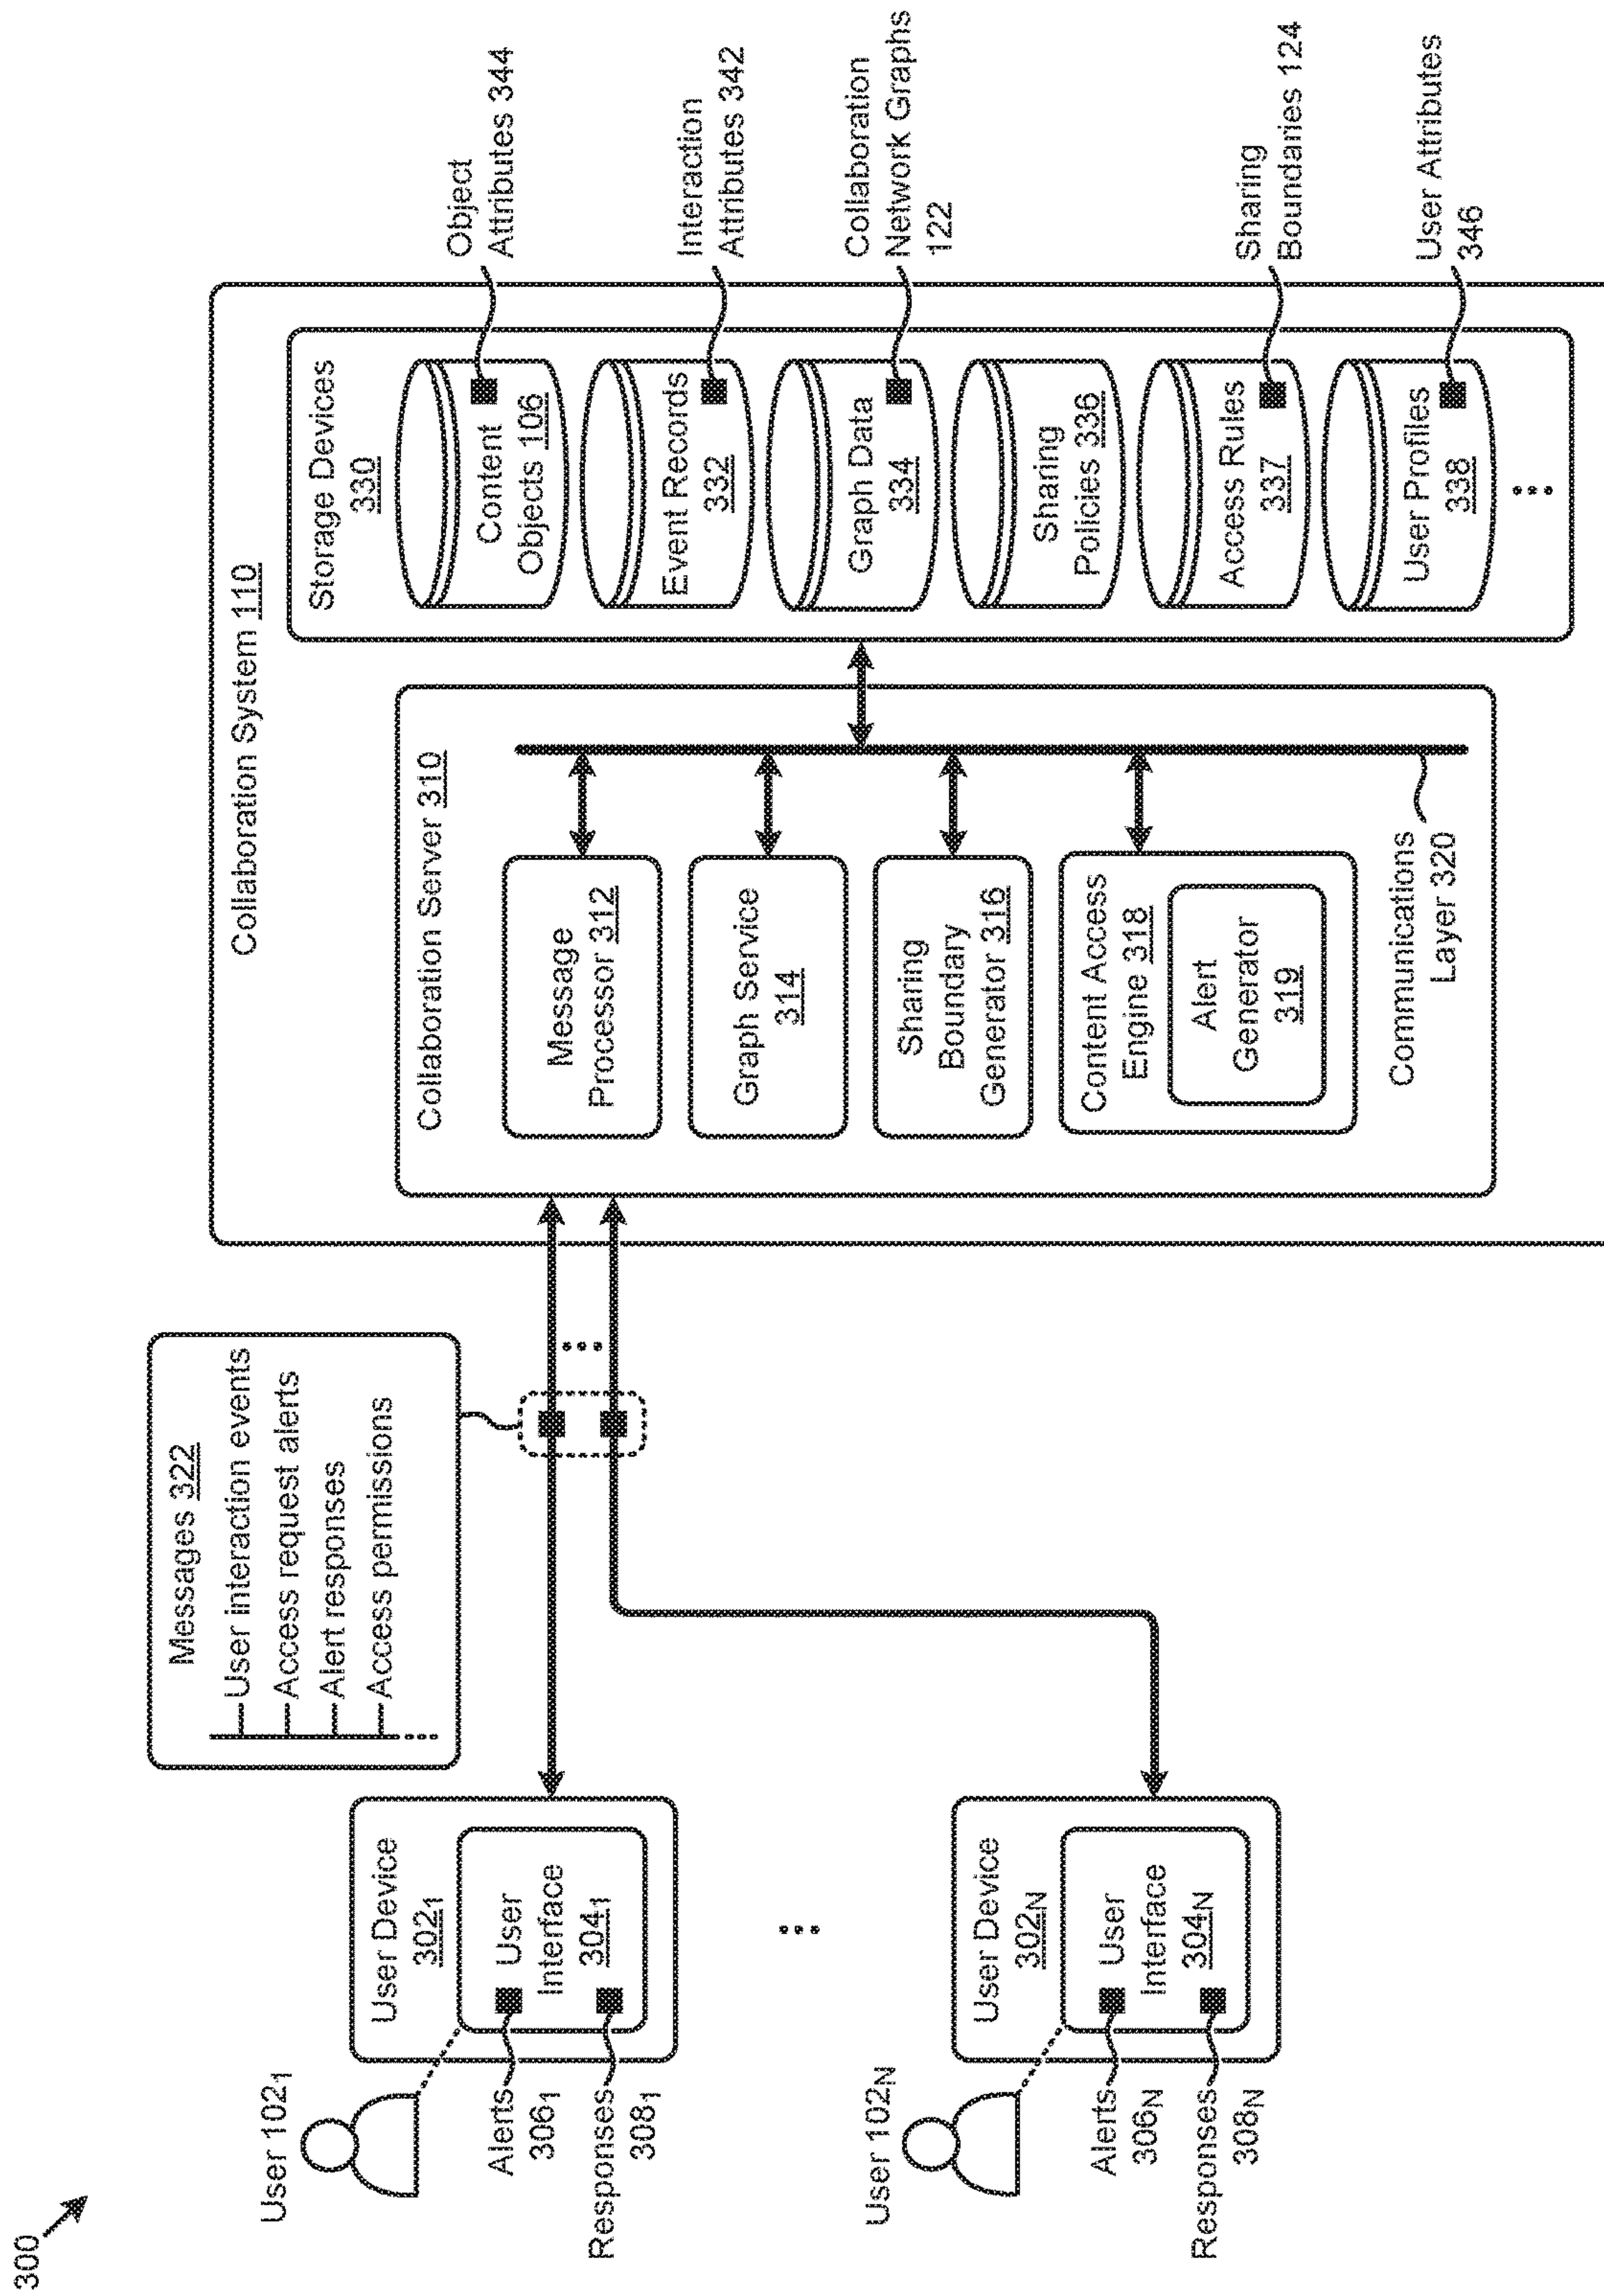 300
User 102₁
Alerts
306₁
Responses
308₁
User Device
302₁
User
Interface
304₁
User 102N
Alerts
306N
Responses
308N
User Device
302N
User
Interface
304N
Messages 322
User interaction events
Access request alerts
Alert responses
Access permissions
Collaboration System 110
Collaboration Server 310
Message
Processor 312
Graph Service
314
Sharing
Boundary
Generator 316
Content Access
Engine 318
Alert
Generator
319
Communications
Layer 320
Storage Devices
330
Content
Objects 106
Event Records
332
Graph Data
334
Sharing
Policies 336
Access Rules
337
User Profiles
338
Object
Attributes 344
Interaction
Attributes 342
Collaboration
Network Graphs
122
Sharing
Boundaries 124
User Attributes
346